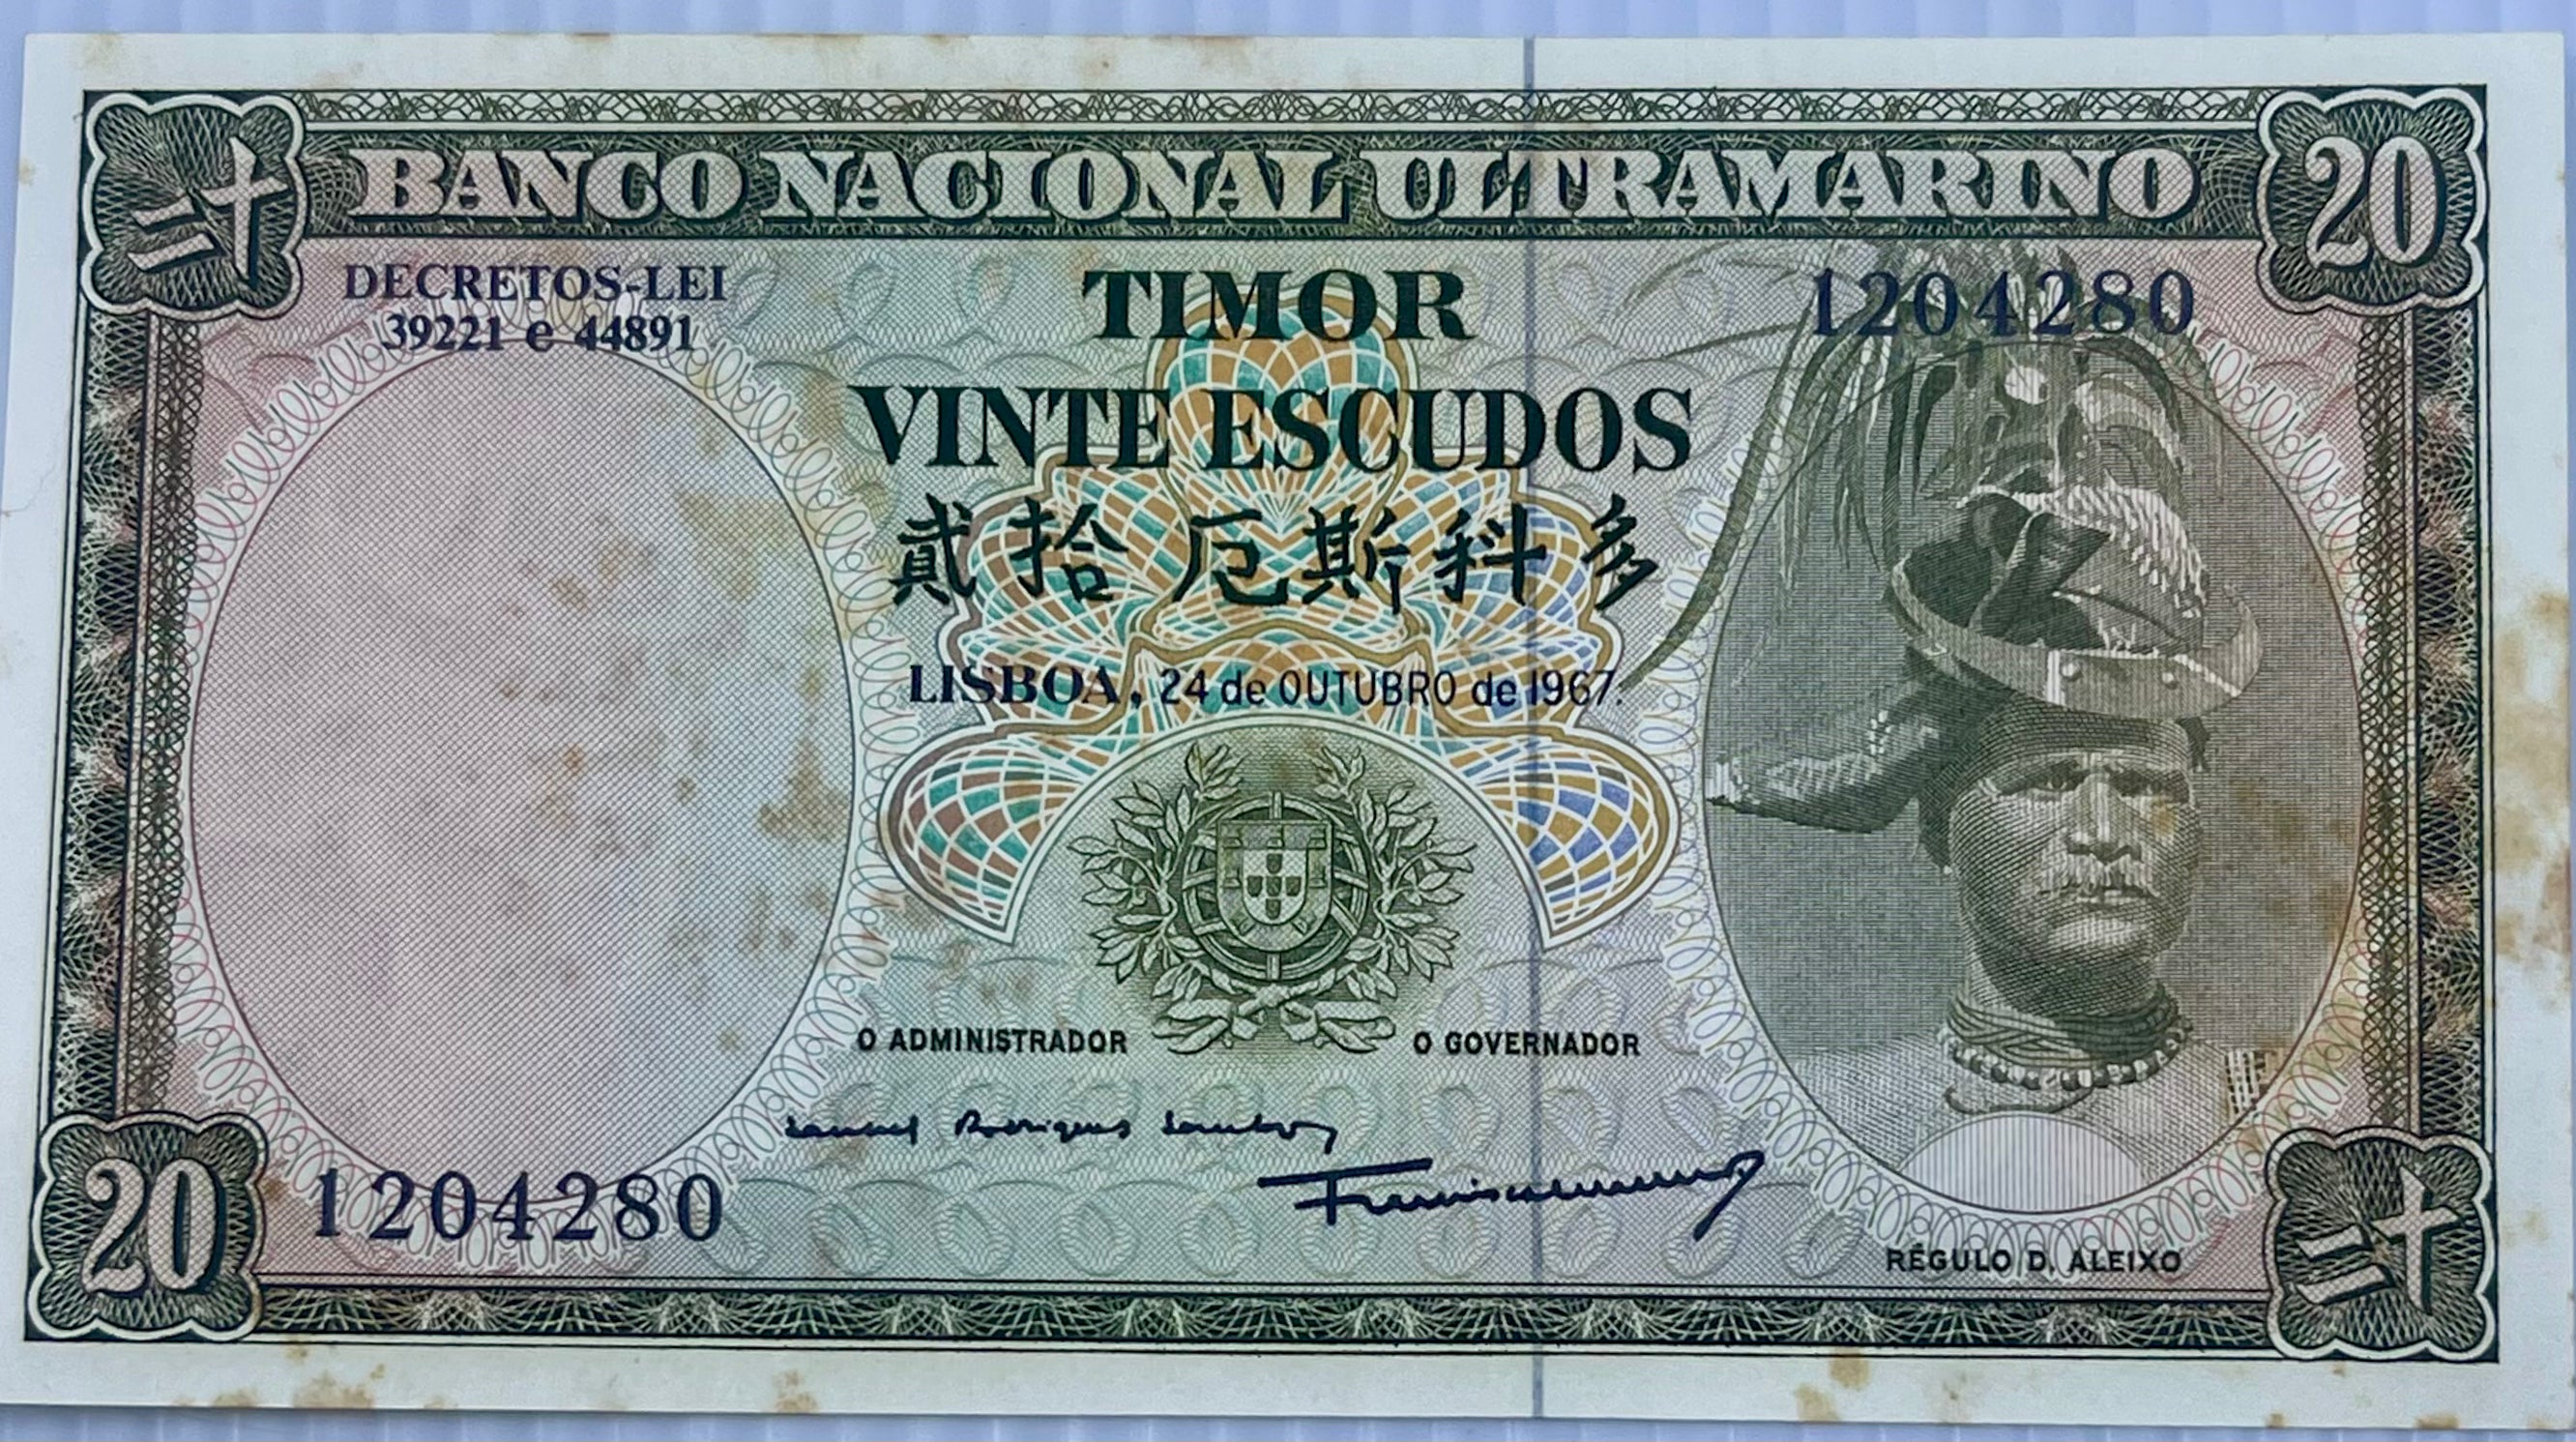 二十
BANCO NACIONAL ULTRAMARINO
20
DECRETOS-LEI
39221 e 44891
TIMOR
1204280
VINTE ESCUDOS
貳拾 厄斯科多
LISBOA, 24 de OUTUBRO de 1967.
O ADMINISTRADOR
O GOVERNADOR
20
1204280
RÉGULO D. ALEIXO
二十